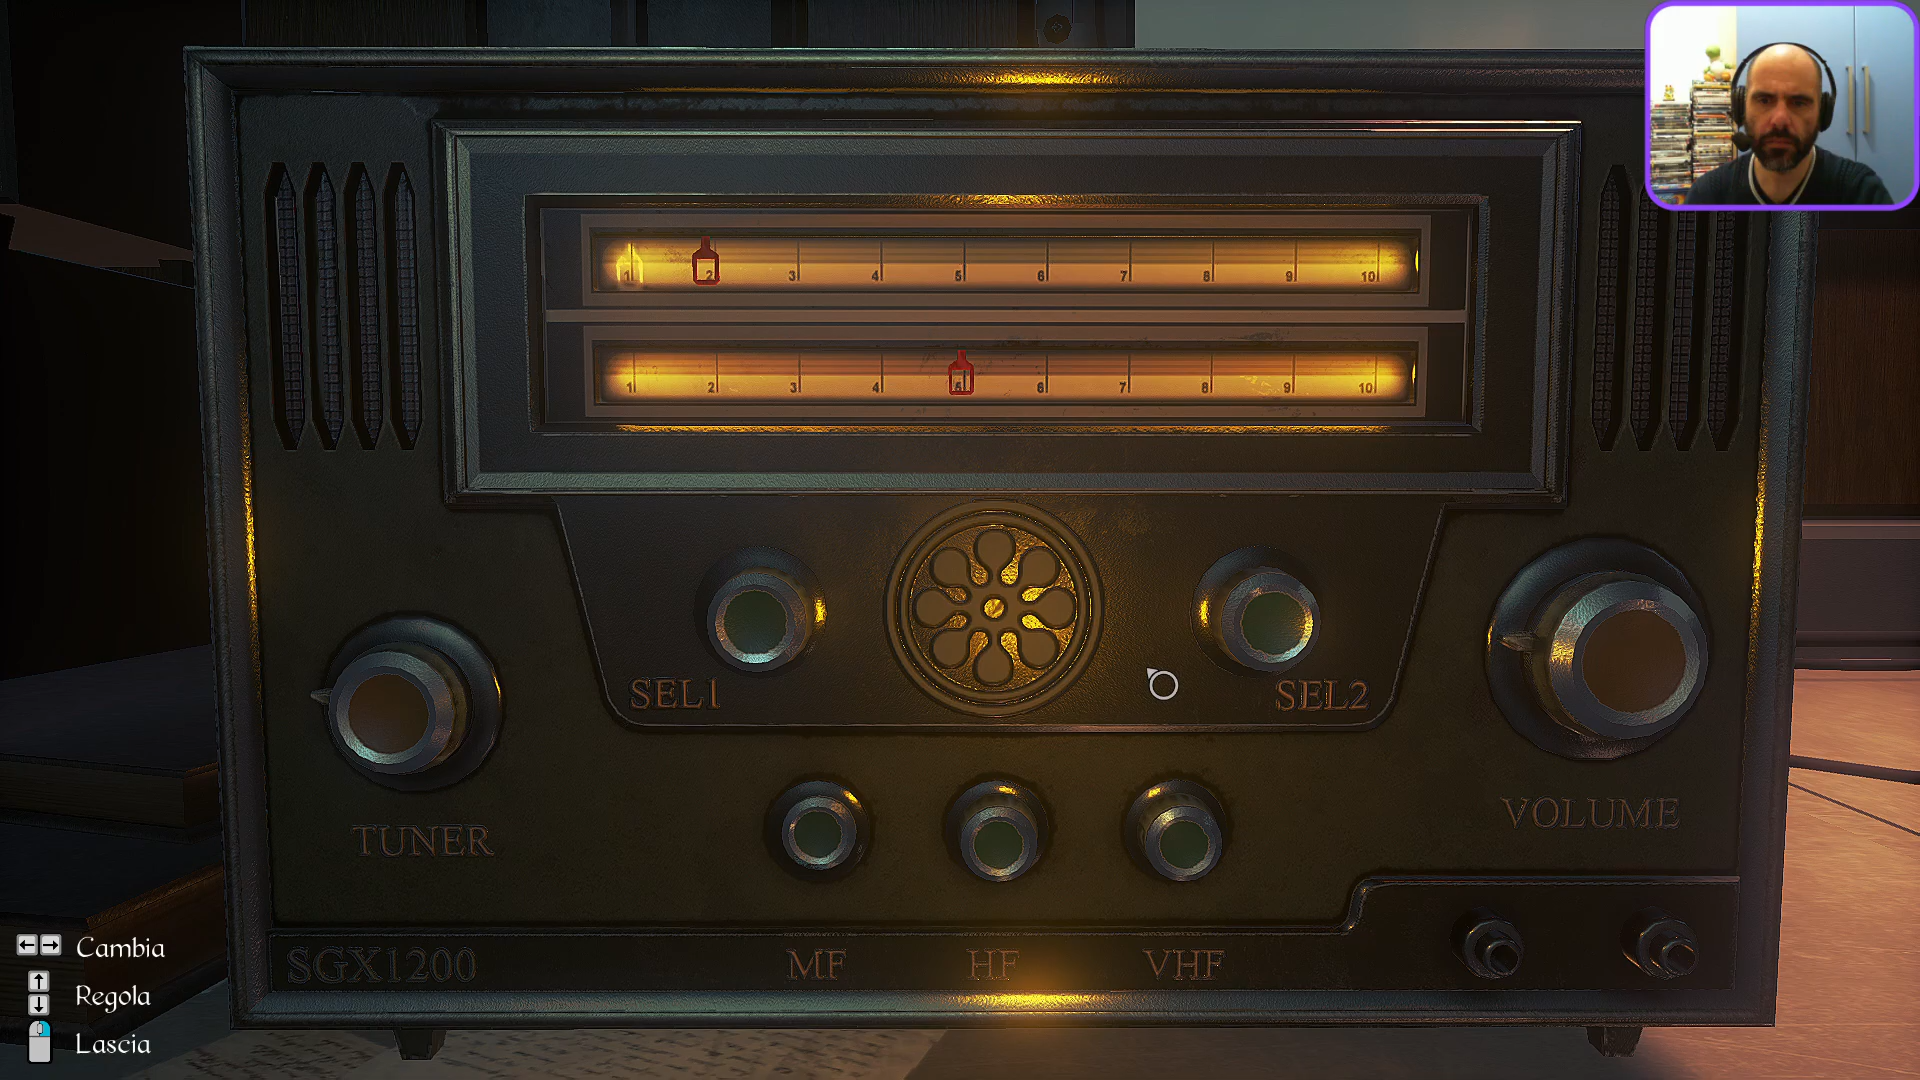 1 2 3 4 5 6 7 8 9 10
1 2 3 4 5 6 7 8 9 10
SEL1 SEL2
TUNER VOLUME
SGX1200 MF HF VHF
Cambia
Regola
Lascia